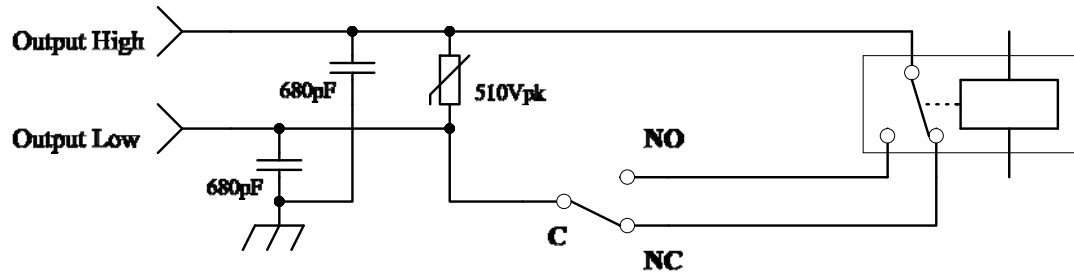 Output High
680pF
510Vpk
Output Low
NO
680pF
C
NC